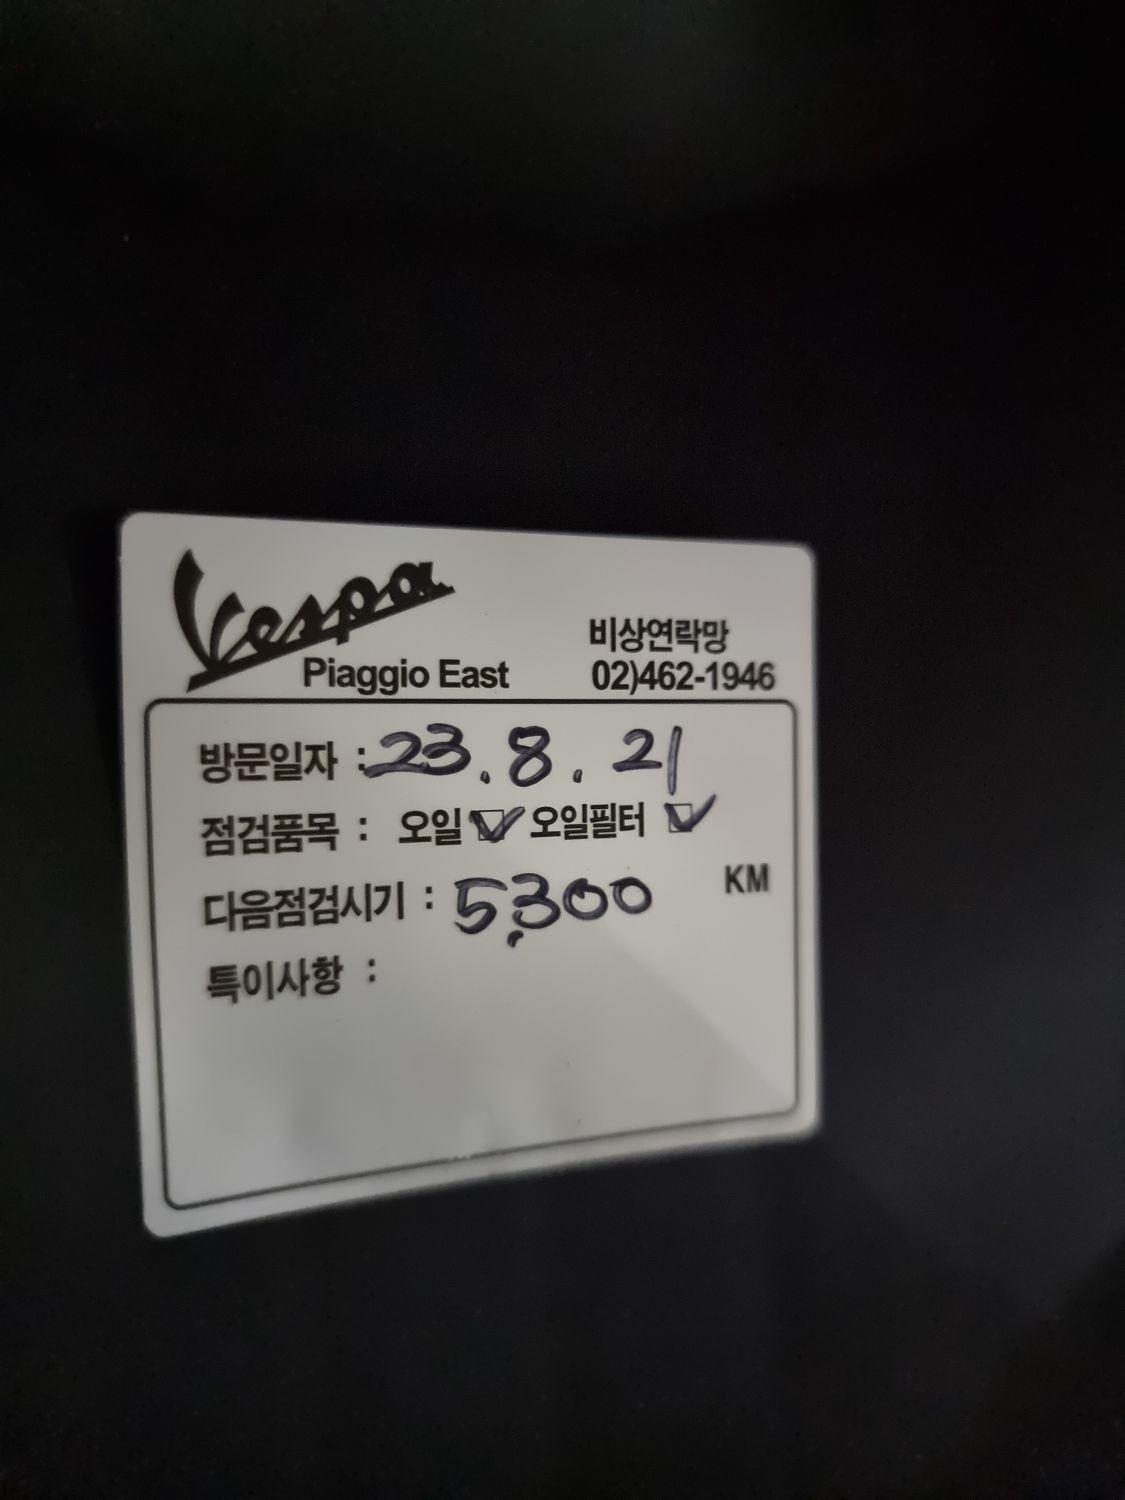 Vespa
Piaggio East
비상연락망
02)462-1946
방문일자 : 23. 8. 21
점검품목 : 오일 ☑ 오일필터 ☑
다음점검시기 : 5,300 KM
특이사항 :